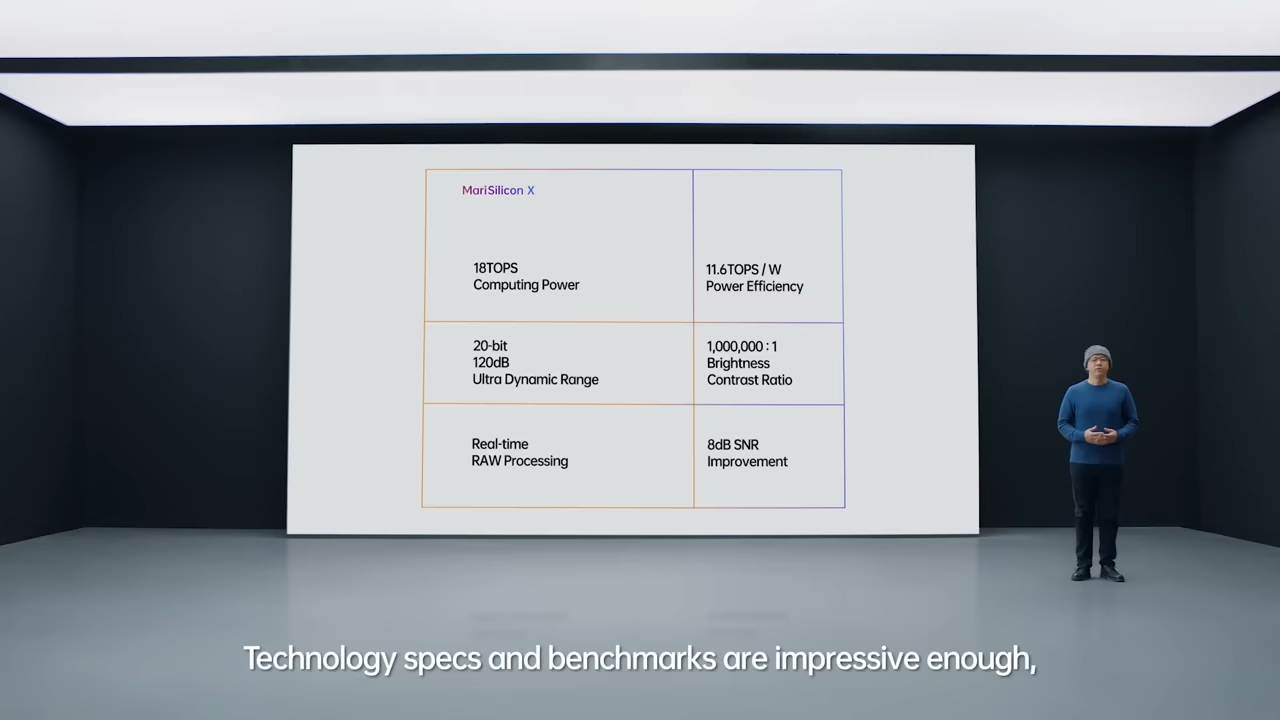 MariSilicon X
18TOPS
Computing Power
11.6TOPS / W
Power Efficiency
20-bit
120dB
Ultra Dynamic Range
1,000,000 : 1
Brightness
Contrast Ratio
Real-time
RAW Processing
8dB SNR
Improvement
Technology specs and benchmarks are impressive enough,